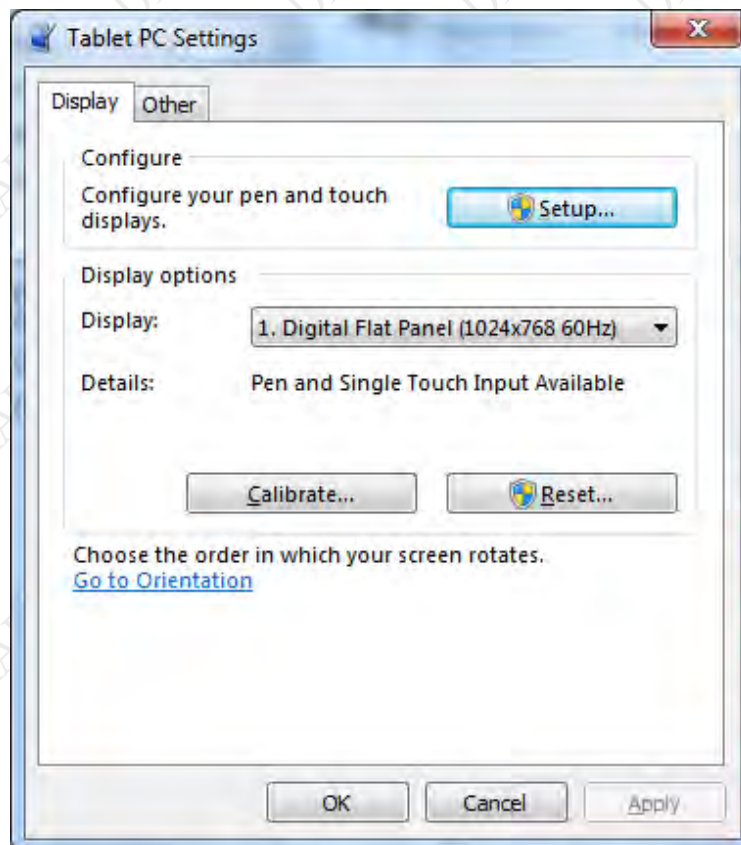 Tablet PC Settings
Display
Other
Configure
Configure your pen and touch
displays.
Setup...
Display options
Display:
1. Digital Flat Panel (1024x768 60Hz)
Details:
Pen and Single Touch Input Available
Calibrate...
Reset...
Choose the order in which your screen rotates.
Go to Orientation
OK
Cancel
Apply